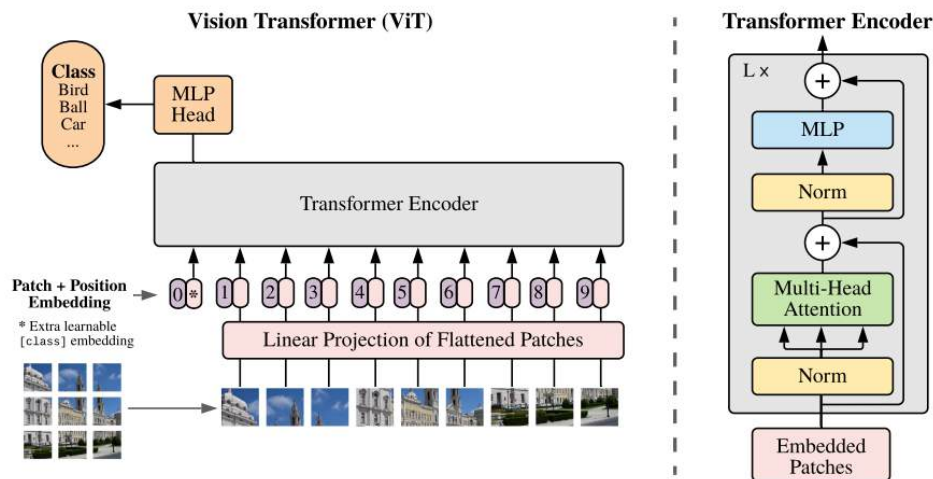 Vision Transformer (ViT)
Class
Bird
Ball
Car
...
MLP
Head
Transformer Encoder
Patch + Position
Embedding
* Extra learnable
[class] embedding
0 *
1
2
3
4
5
6
7
8
9
Linear Projection of Flattened Patches
Transformer Encoder
L ×
+
MLP
Norm
+
Multi-Head
Attention
Norm
Embedded
Patches